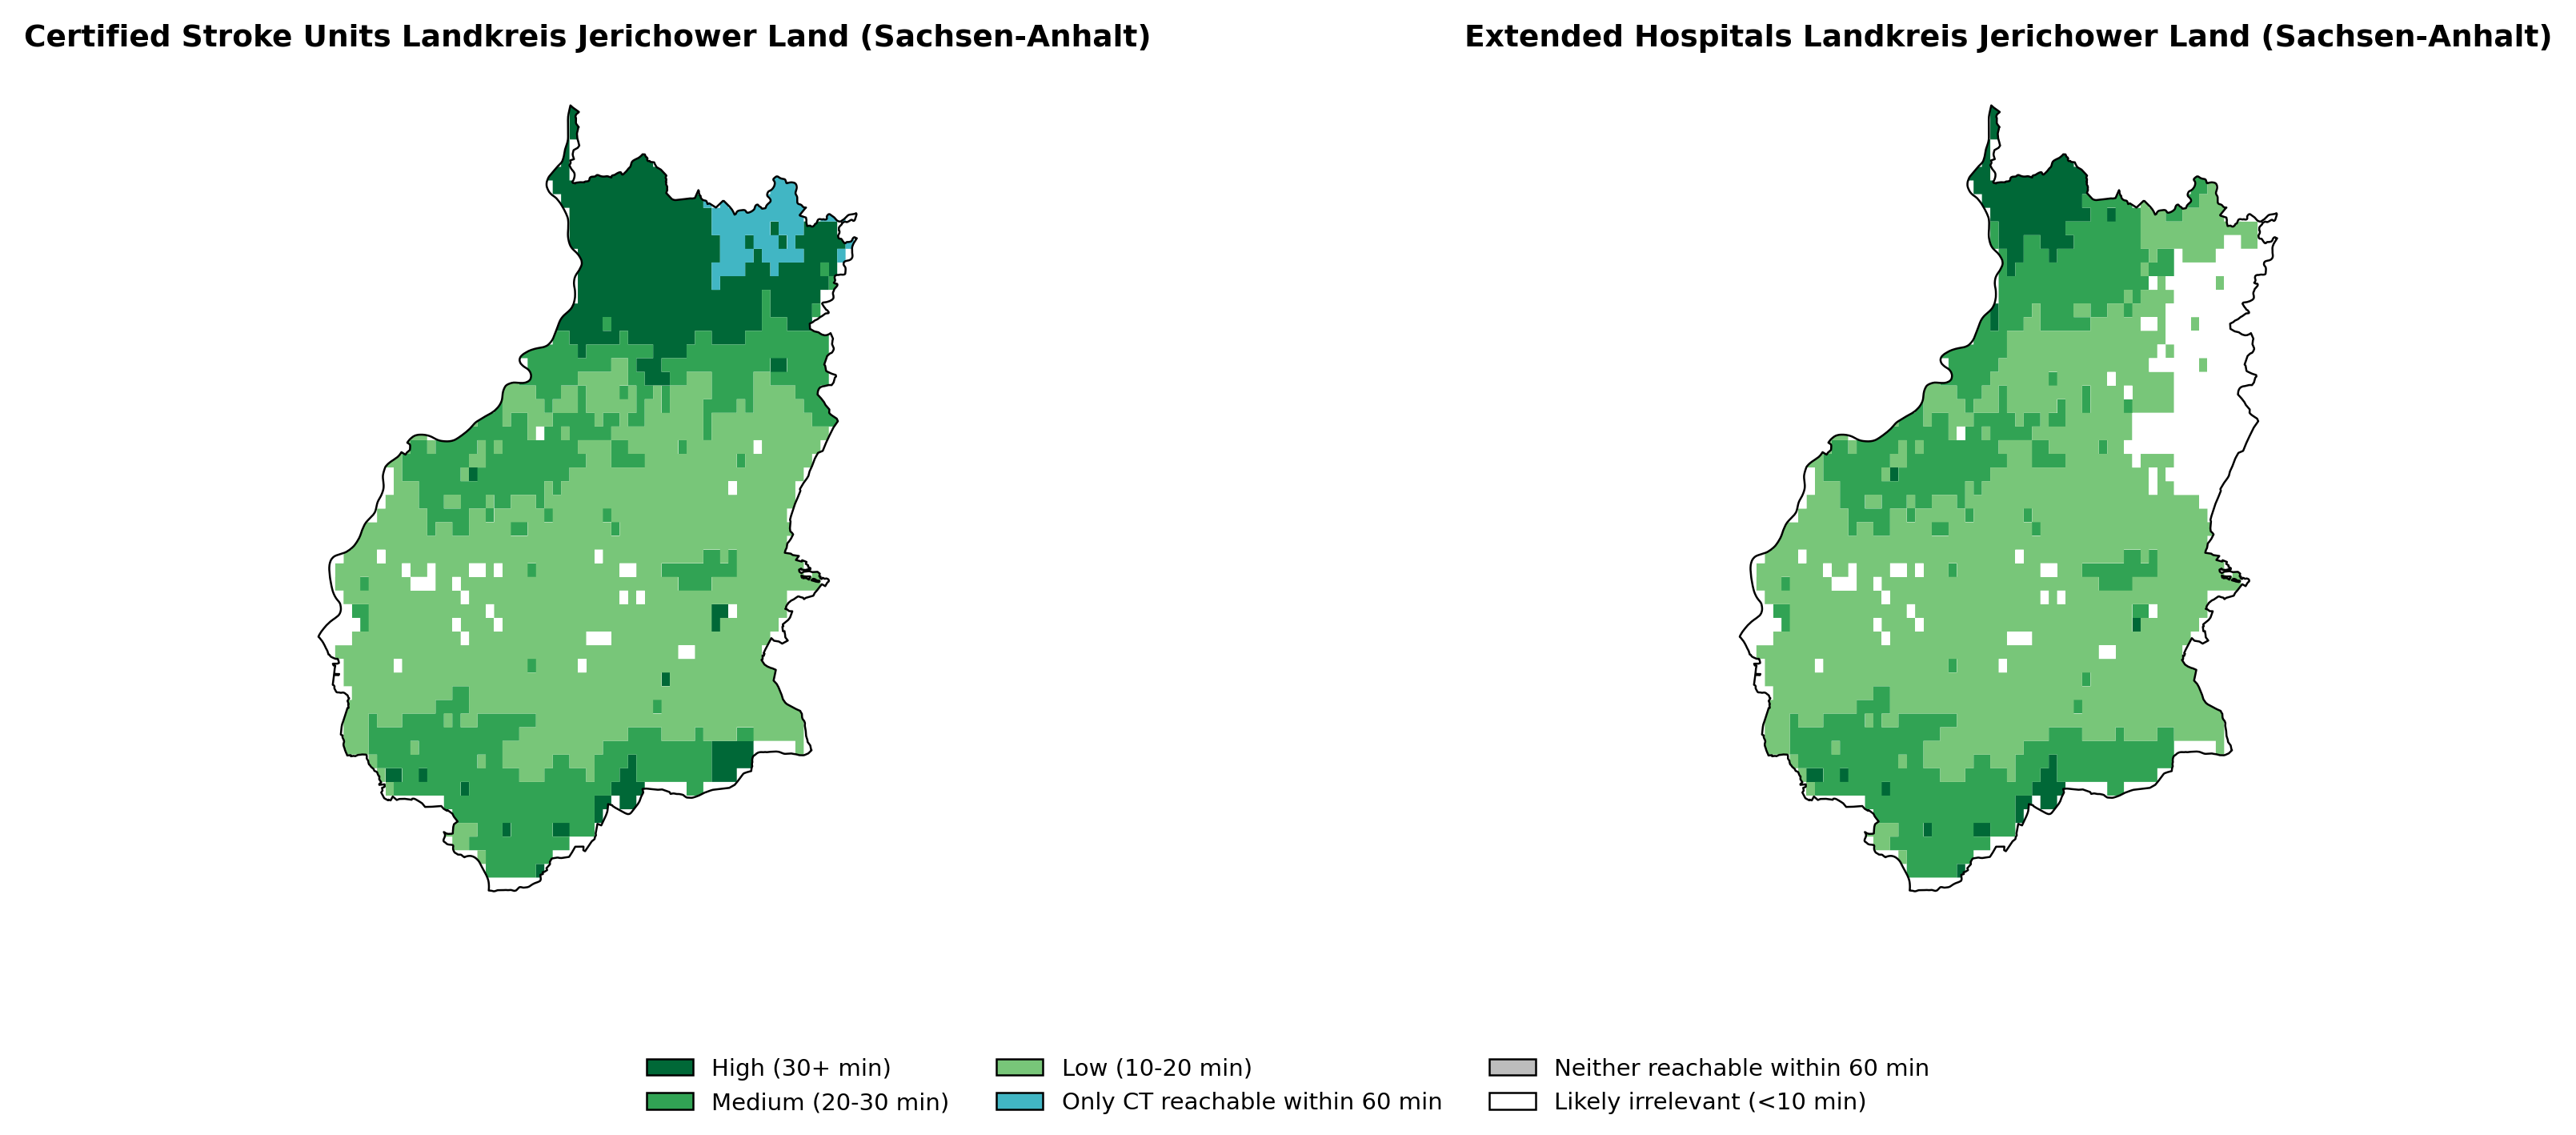 Certified Stroke Units Landkreis Jerichower Land (Sachsen-Anhalt)
Extended Hospitals Landkreis Jerichower Land (Sachsen-Anhalt)
High (30+ min)
Medium (20-30 min)
Low (10-20 min)
Only CT reachable within 60 min
Neither reachable within 60 min
Likely irrelevant (<10 min)